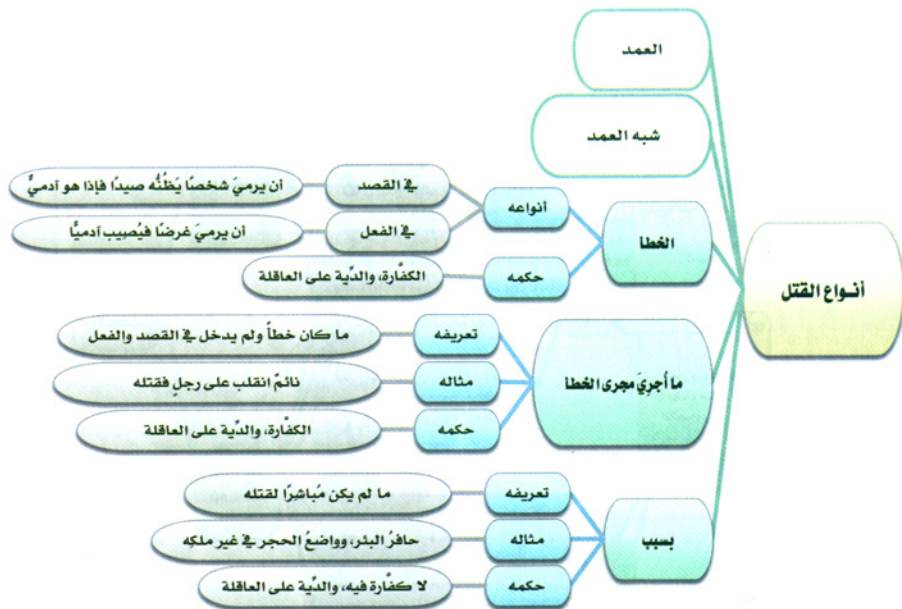 أنـواع القتل
العمد
شبه العمد
الخطأ
أنواعه
في القصد
أن يرميَ شخصًا يَظُنُّه صيدًا فإذا هو آدميٌّ
في الفعل
أن يرميَ غرضًا فيُصِيب آدميًّا
حكمه
الكفَّارة، والدِّية على العاقلة
ما أُجرِيَ مجرى الخطأ
تعريفه
ما كان خطأً ولم يدخل في القصد والفعل
مثاله
نائمٌ انقلب على رجلٍ فقتله
حكمه
الكفَّارة، والدِّية على العاقلة
بسبب
تعريفه
ما لم يكن مُباشِرًا لقتله
مثاله
حافرُ البئر، وواضعُ الحجر في غير ملكِه
حكمه
لا كفَّارة فيه، والدِّية على العاقلة